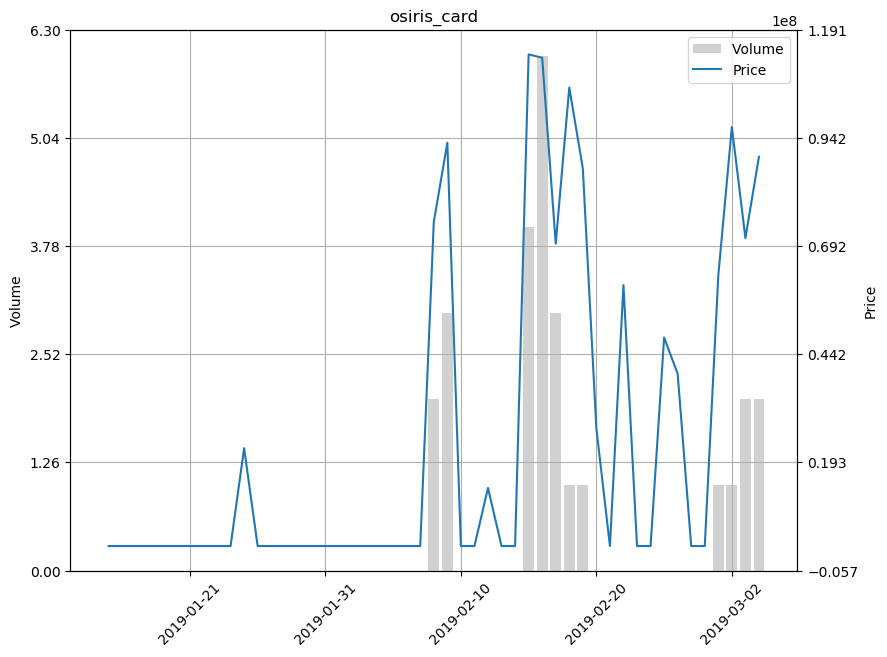 osiris_card
1e8
6.30
5.04
3.78
2.52
1.26
0.00
Volume
1.191
0.942
0.692
0.442
0.193
−0.057
Price
Volume
Price
2019-01-21
2019-01-31
2019-02-10
2019-02-20
2019-03-02